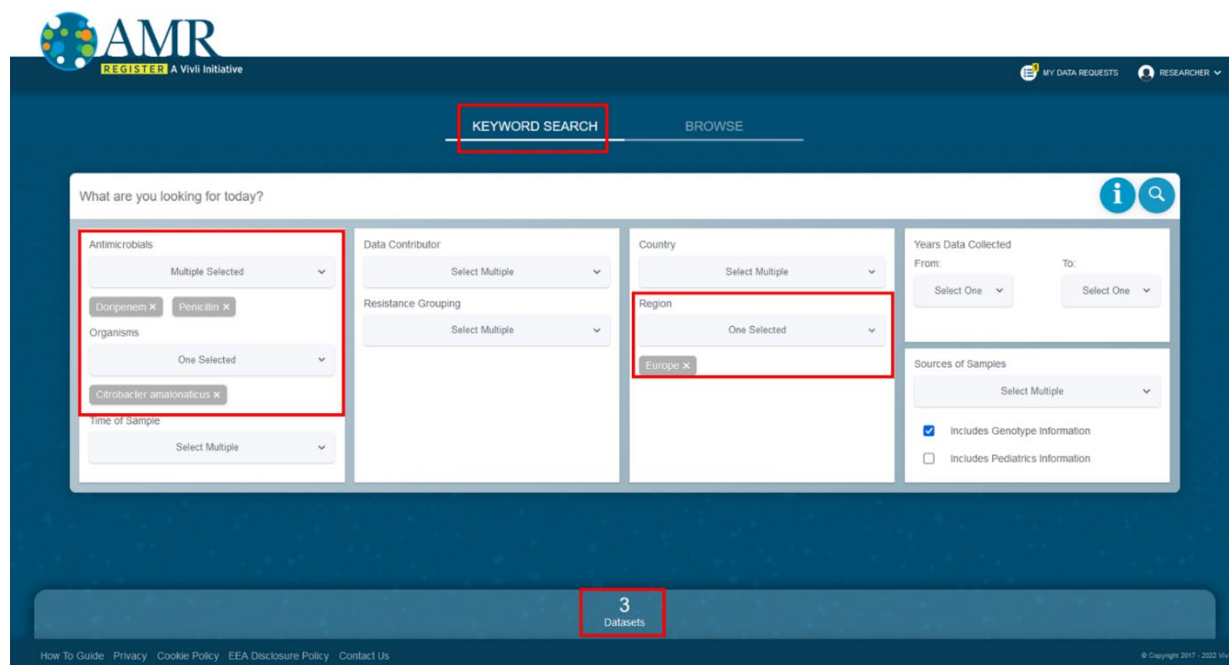 AMR
REGISTER A Vivli Initiative
1
MY DATA REQUESTS
RESEARCHER
KEYWORD SEARCH
BROWSE
What are you looking for today?
i
Antimicrobials
Multiple Selected
Doripenem ×
Penicillin ×
Organisms
One Selected
Citrobacter amalonaticus ×
Time of Sample
Select Multiple
Data Contributor
Select Multiple
Resistance Grouping
Select Multiple
Country
Select Multiple
Region
One Selected
Europe ×
Years Data Collected
From: To:
Select One Select One
Sources of Samples
Select Multiple
Includes Genotype Information
Includes Pediatrics Information
3
Datasets
How To Guide Privacy Cookie Policy EEA Disclosure Policy Contact Us
© Copyright 2017 - 2022